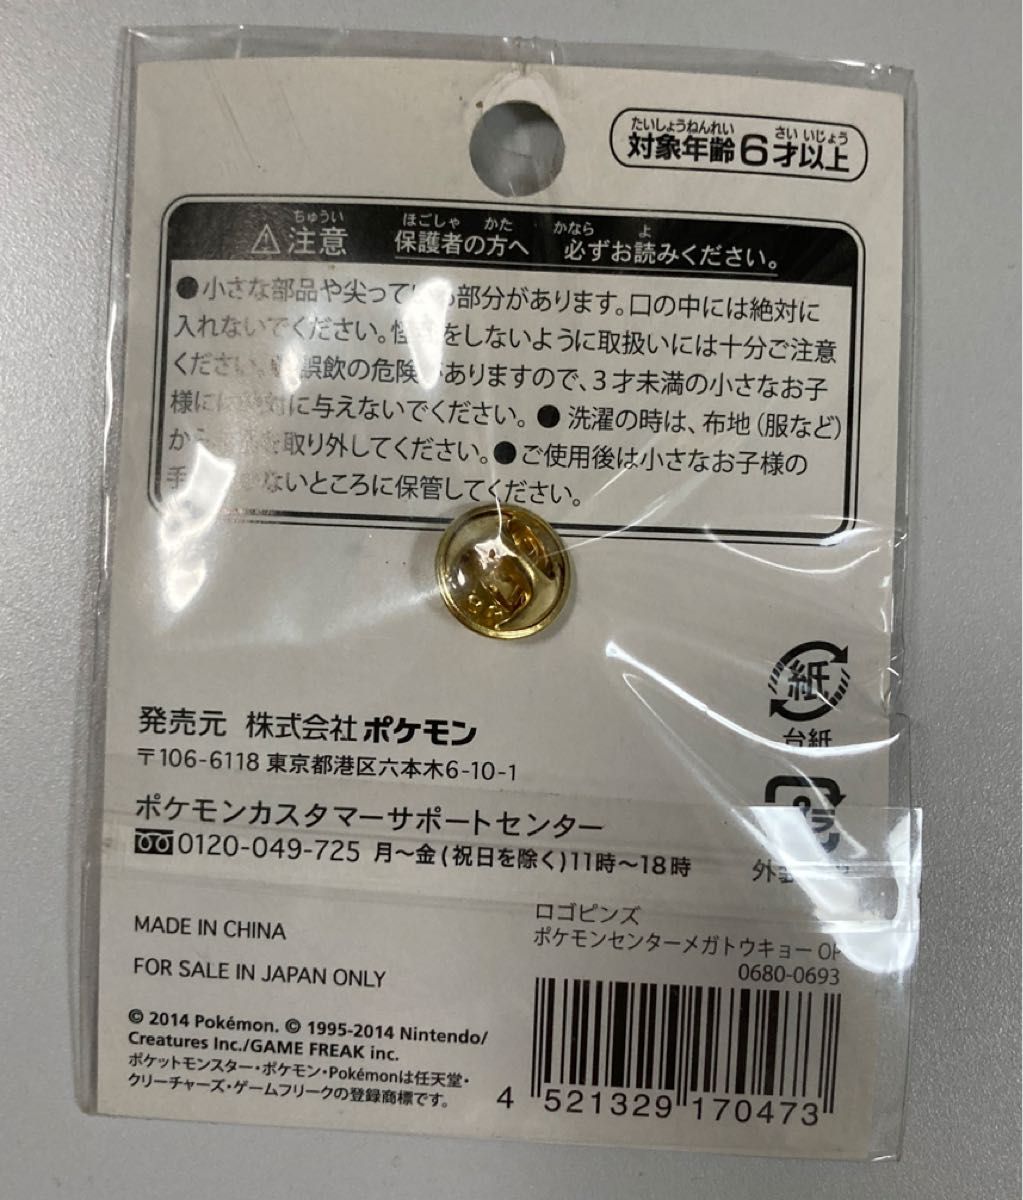 たいしょうねんれい さい いじょう
対象年齢6才以上
ちゅうい ほごしゃ かた かなら よ
⚠注意 保護者の方へ 必ずお読みください。
●小さな部品や尖って 部分があります。口の中には絶対に
入れないでください。怪 をしないように取扱いには十分ご注意
ください。 誤飲の危険がありますので、3才未満の小さなお子
様に 対に与えないでください。●洗濯の時は、布地(服など)
から を取り外してください。●ご使用後は小さなお子様の
手 ないところに保管してください。
紙
台紙
プラ
外
発売元 株式会社ポケモン
〒106-6118 東京都港区六本木6-10-1
ポケモンカスタマーサポートセンター
0120-049-725 月〜金(祝日を除く)11時〜18時
ロゴピンズ
ポケモンセンターメガトウキョー OP
0680-0693
MADE IN CHINA
FOR SALE IN JAPAN ONLY
© 2014 Pokémon. © 1995-2014 Nintendo/
Creatures Inc./GAME FREAK inc.
ポケットモンスター・ポケモン・Pokémonは任天堂・
クリーチャーズ・ゲームフリークの登録商標です。
4 521329 170473